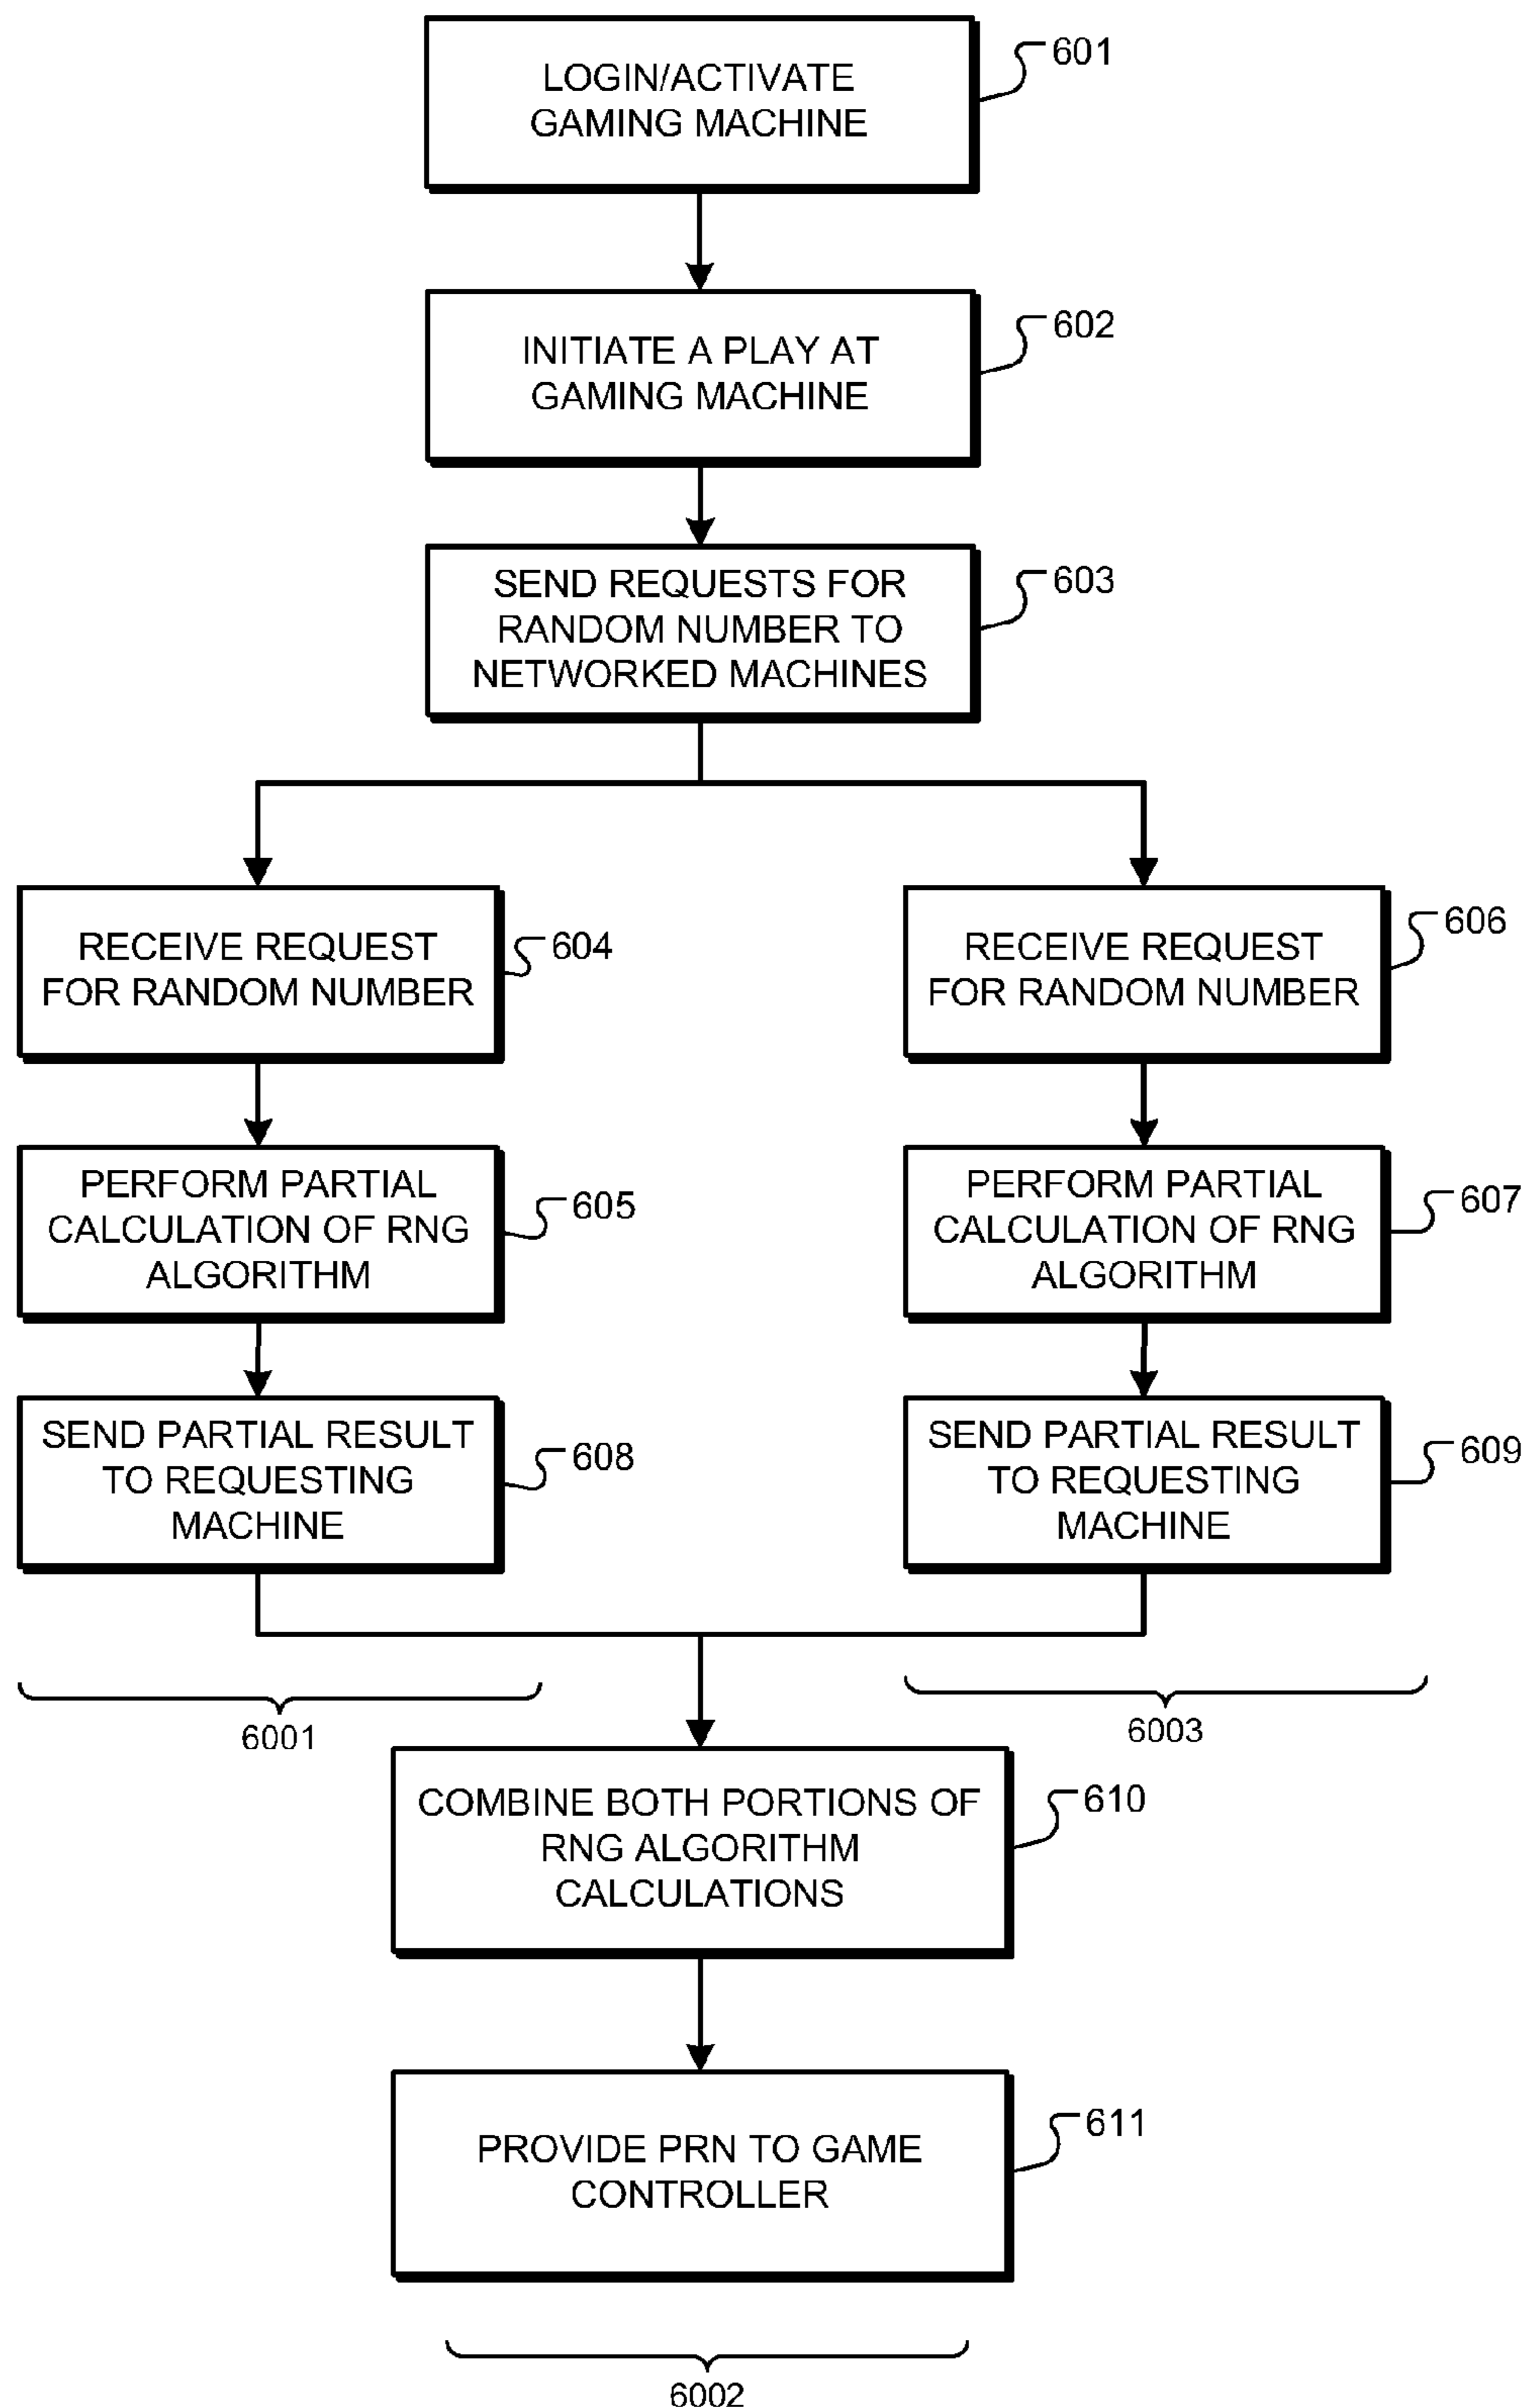 LOGIN/ACTIVATE
GAMING MACHINE
601
INITIATE A PLAY AT
GAMING MACHINE
602
SEND REQUESTS FOR
RANDOM NUMBER TO
NETWORKED MACHINES
603
RECEIVE REQUEST
FOR RANDOM NUMBER
604
RECEIVE REQUEST
FOR RANDOM NUMBER
606
PERFORM PARTIAL
CALCULATION OF RNG
ALGORITHM
605
PERFORM PARTIAL
CALCULATION OF RNG
ALGORITHM
607
SEND PARTIAL RESULT
TO REQUESTING
MACHINE
608
SEND PARTIAL RESULT
TO REQUESTING
MACHINE
609
6001
6003
COMBINE BOTH PORTIONS OF
RNG ALGORITHM
CALCULATIONS
610
PROVIDE PRN TO GAME
CONTROLLER
611
6002